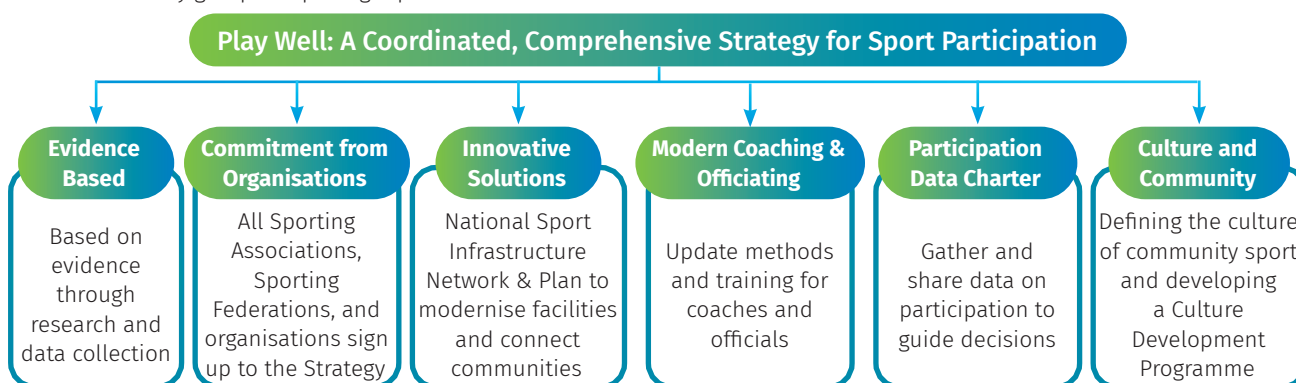 Play Well: A Coordinated, Comprehensive Strategy for Sport Participation
Evidence
Based
Based on
evidence
through
research and
data collection
Commitment from
Organisations
All Sporting
Associations,
Sporting
Federations, and
organisations sign
up to the Strategy
Innovative
Solutions
National Sport
Infrastructure
Network & Plan to
modernise facilities
and connect
communities
Modern Coaching &
Officiating
Update methods
and training for
coaches and
officials
Participation
Data Charter
Gather and
share data on
participation to
guide decisions
Culture and
Community
Defining the culture
of community sport
and developing
a Culture
Development
Programme